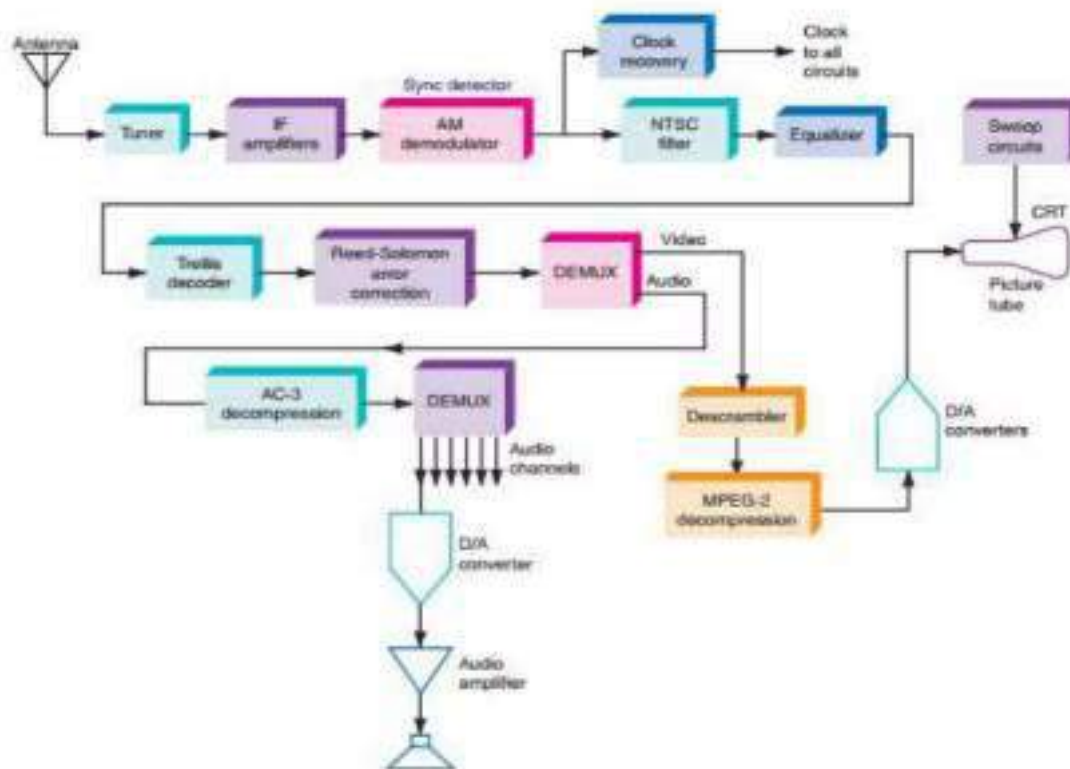 Antenna
Tuner
IF
amplifiers
Sync detector
AM
demodulator
Clock
recovery
Clock
to all
circuits
NTSC
filter
Equalizer
Sweep
circuits
CRT
Picture
tube
Trellis
decoder
Reed-Solomon
error
correction
DEMUX
Video
Audio
AC-3
decompression
DEMUX
Audio
channels
Descrambler
MPEG-2
decompression
D/A
converters
D/A
converter
Audio
amplifier